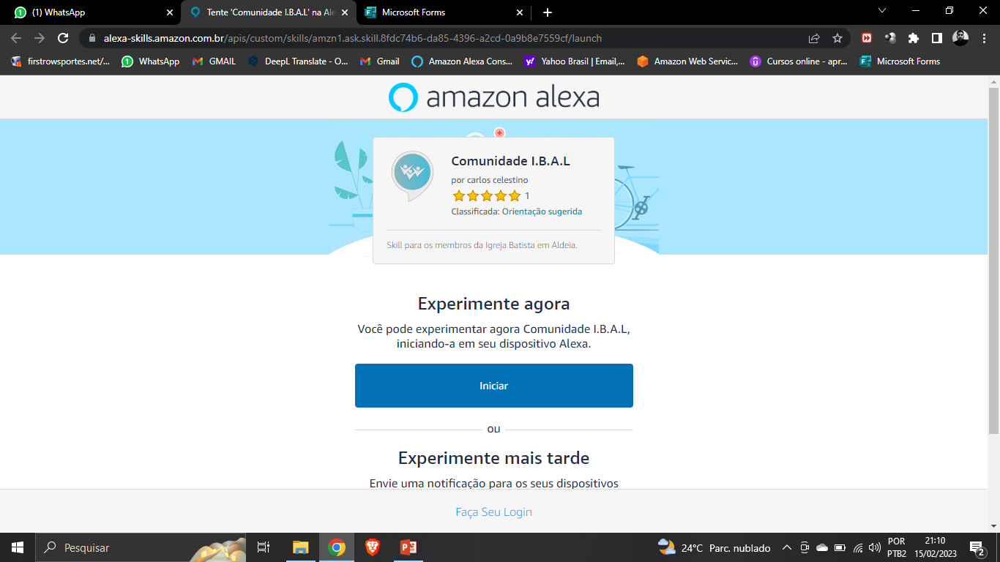 (1) WhatsApp
Tente 'Comunidade I.B.A.L' na Ale
Microsoft Forms
alexa-skills.amazon.com.br/apis/custom/skills/amzn1.ask.skill.8fdc74b6-da85-4396-a2cd-0a9b8e7559cf/launch
firstrowsportes.net/... WhatsApp GMAIL DeepL Translate - O... Gmail Amazon Alexa Cons... Yahoo Brasil | Email,... Amazon Web Servic... Cursos online - apr... Microsoft Forms
amazon alexa
Comunidade I.B.A.L
por carlos celestino
1
Classificada: Orientação sugerida
Skill para os membros da Igreja Batista em Aldeia.
Experimente agora
Você pode experimentar agora Comunidade I.B.A.L,
iniciando-a em seu dispositivo Alexa.
Iniciar
ou
Experimente mais tarde
Envie uma notificação para os seus dispositivos
Faça Seu Login
Pesquisar
24°C Parc. nublado
POR
PTB2
21:10
15/02/2023
2